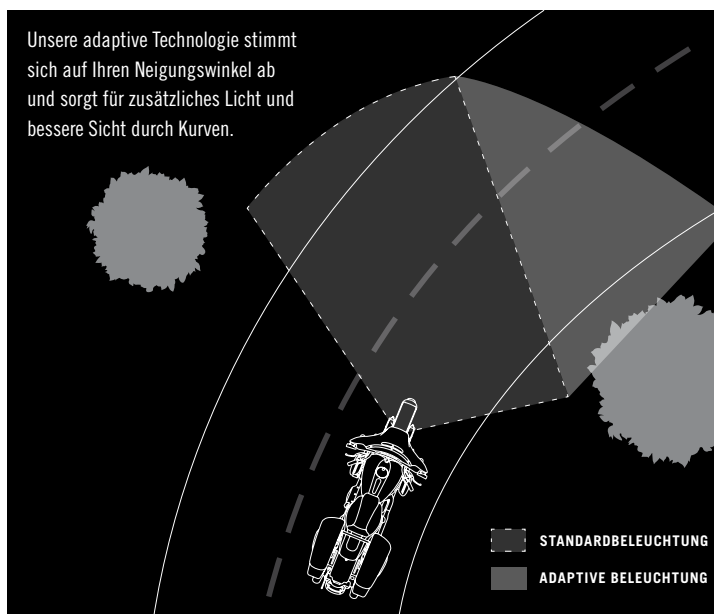 Unsere adaptive Technologie stimmt
sich auf Ihren Neigungswinkel ab
und sorgt für zusätzliches Licht und
bessere Sicht durch Kurven.
STANDARDBELEUCHTUNG
ADAPTIVE BELEUCHTUNG